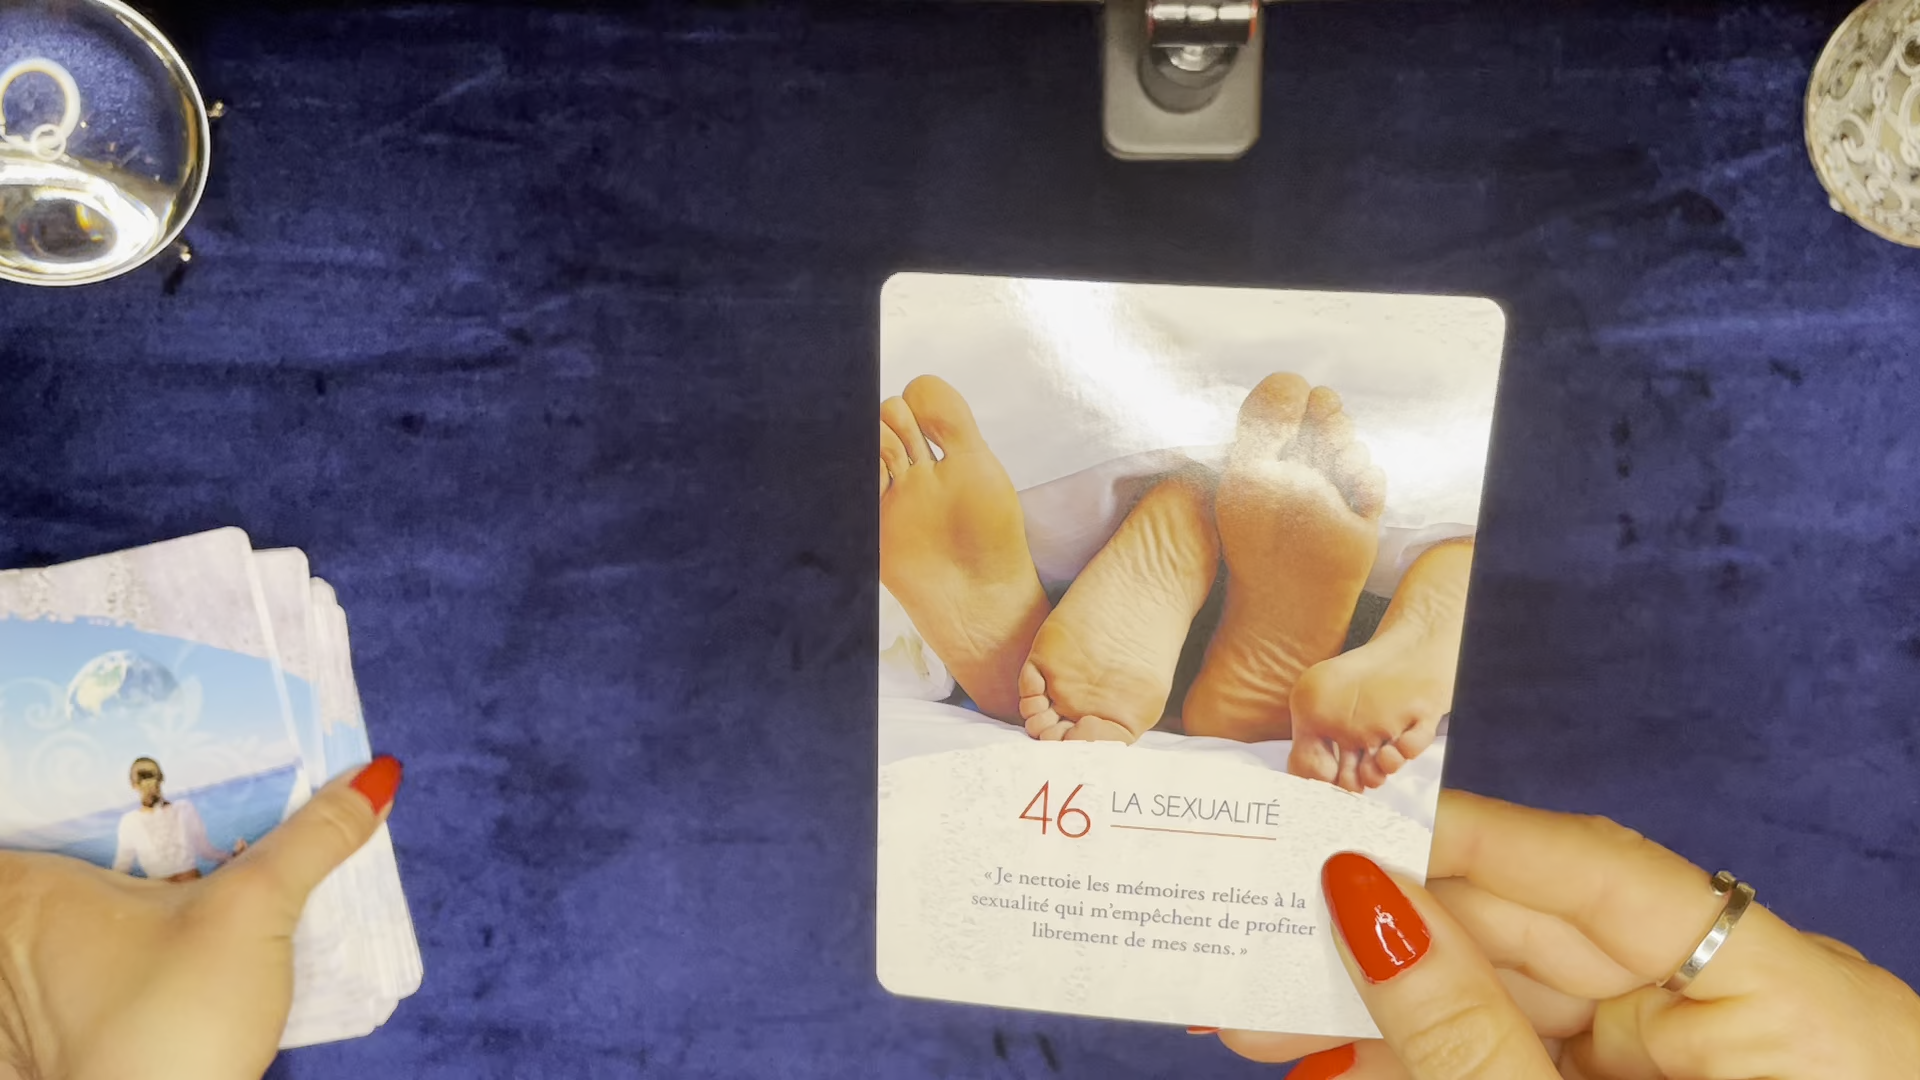 46 LA SEXUALITÉ
« Je nettoie les mémoires reliées à la
sexualité qui m'empêchent de profiter
librement de mes sens. »